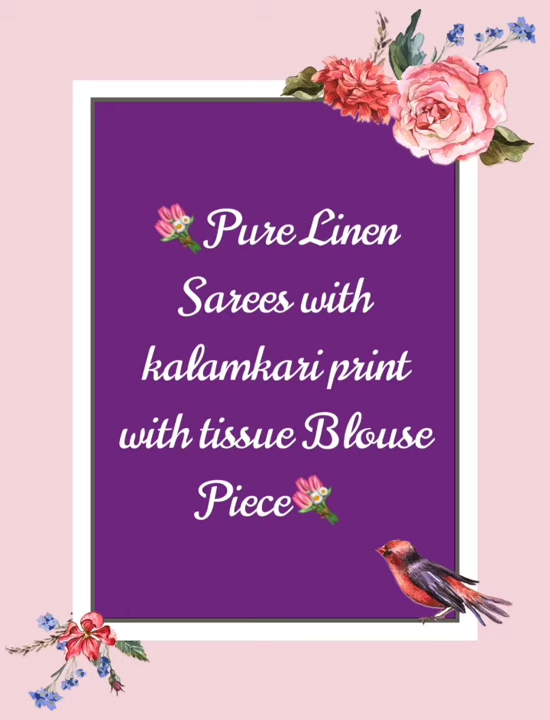 💐Pure Linen
Sarees with
kalamkari print
with tissue Blouse
Piece💐